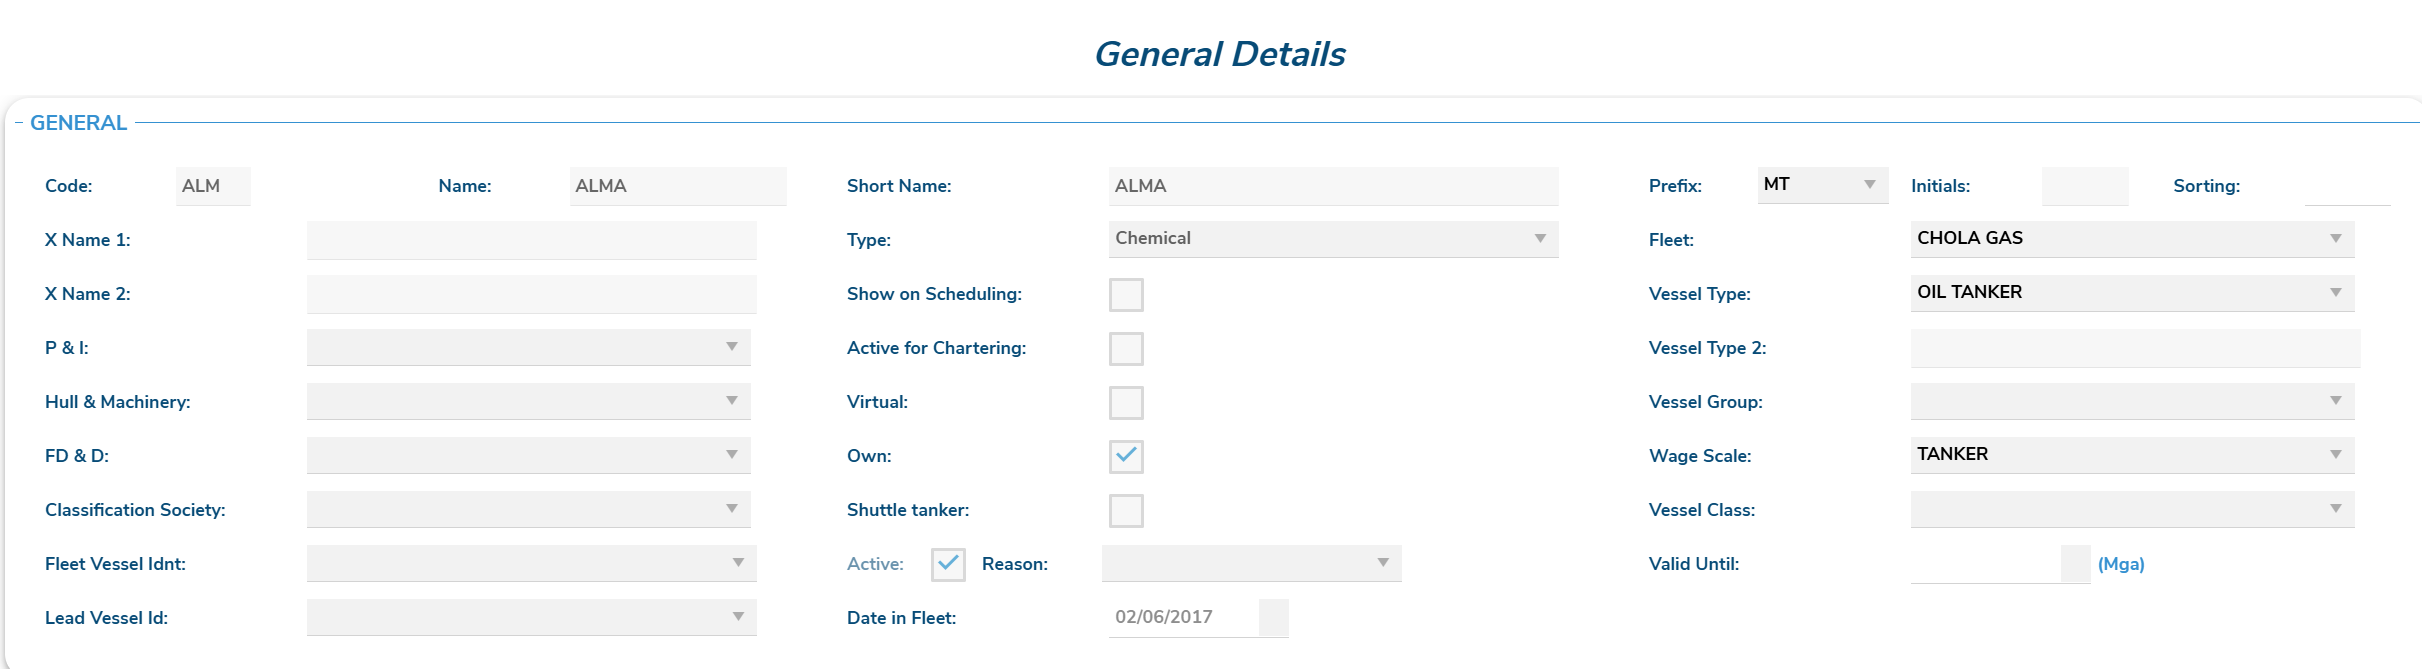 General Details
GENERAL
Code: ALM Name: ALMA Short Name: ALMA Prefix: MT Initials: Sorting:
X Name 1: Type: Chemical Fleet: CHOLA GAS
X Name 2: Show on Scheduling: Vessel Type: OIL TANKER
P & I: Active for Chartering: Vessel Type 2:
Hull & Machinery: Virtual: Vessel Group:
FD & D: Own: Wage Scale: TANKER
Classification Society: Shuttle tanker: Vessel Class:
Fleet Vessel Idnt: Active: Reason: Valid Until: (Mga)
Lead Vessel Id: Date in Fleet: 02/06/2017